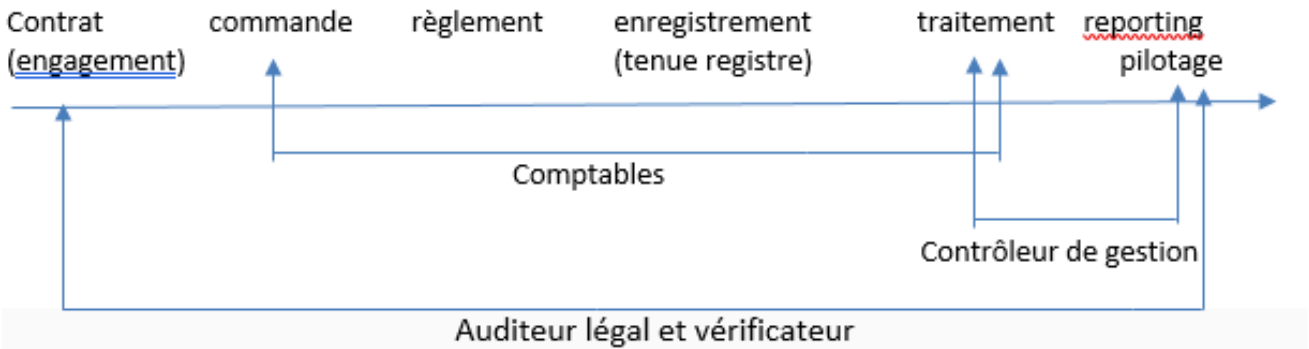 Contrat commande règlement enregistrement traitement reporting
(engagement) (tenue registre) pilotage
Comptables
Contrôleur de gestion
Auditeur légal et vérificateur